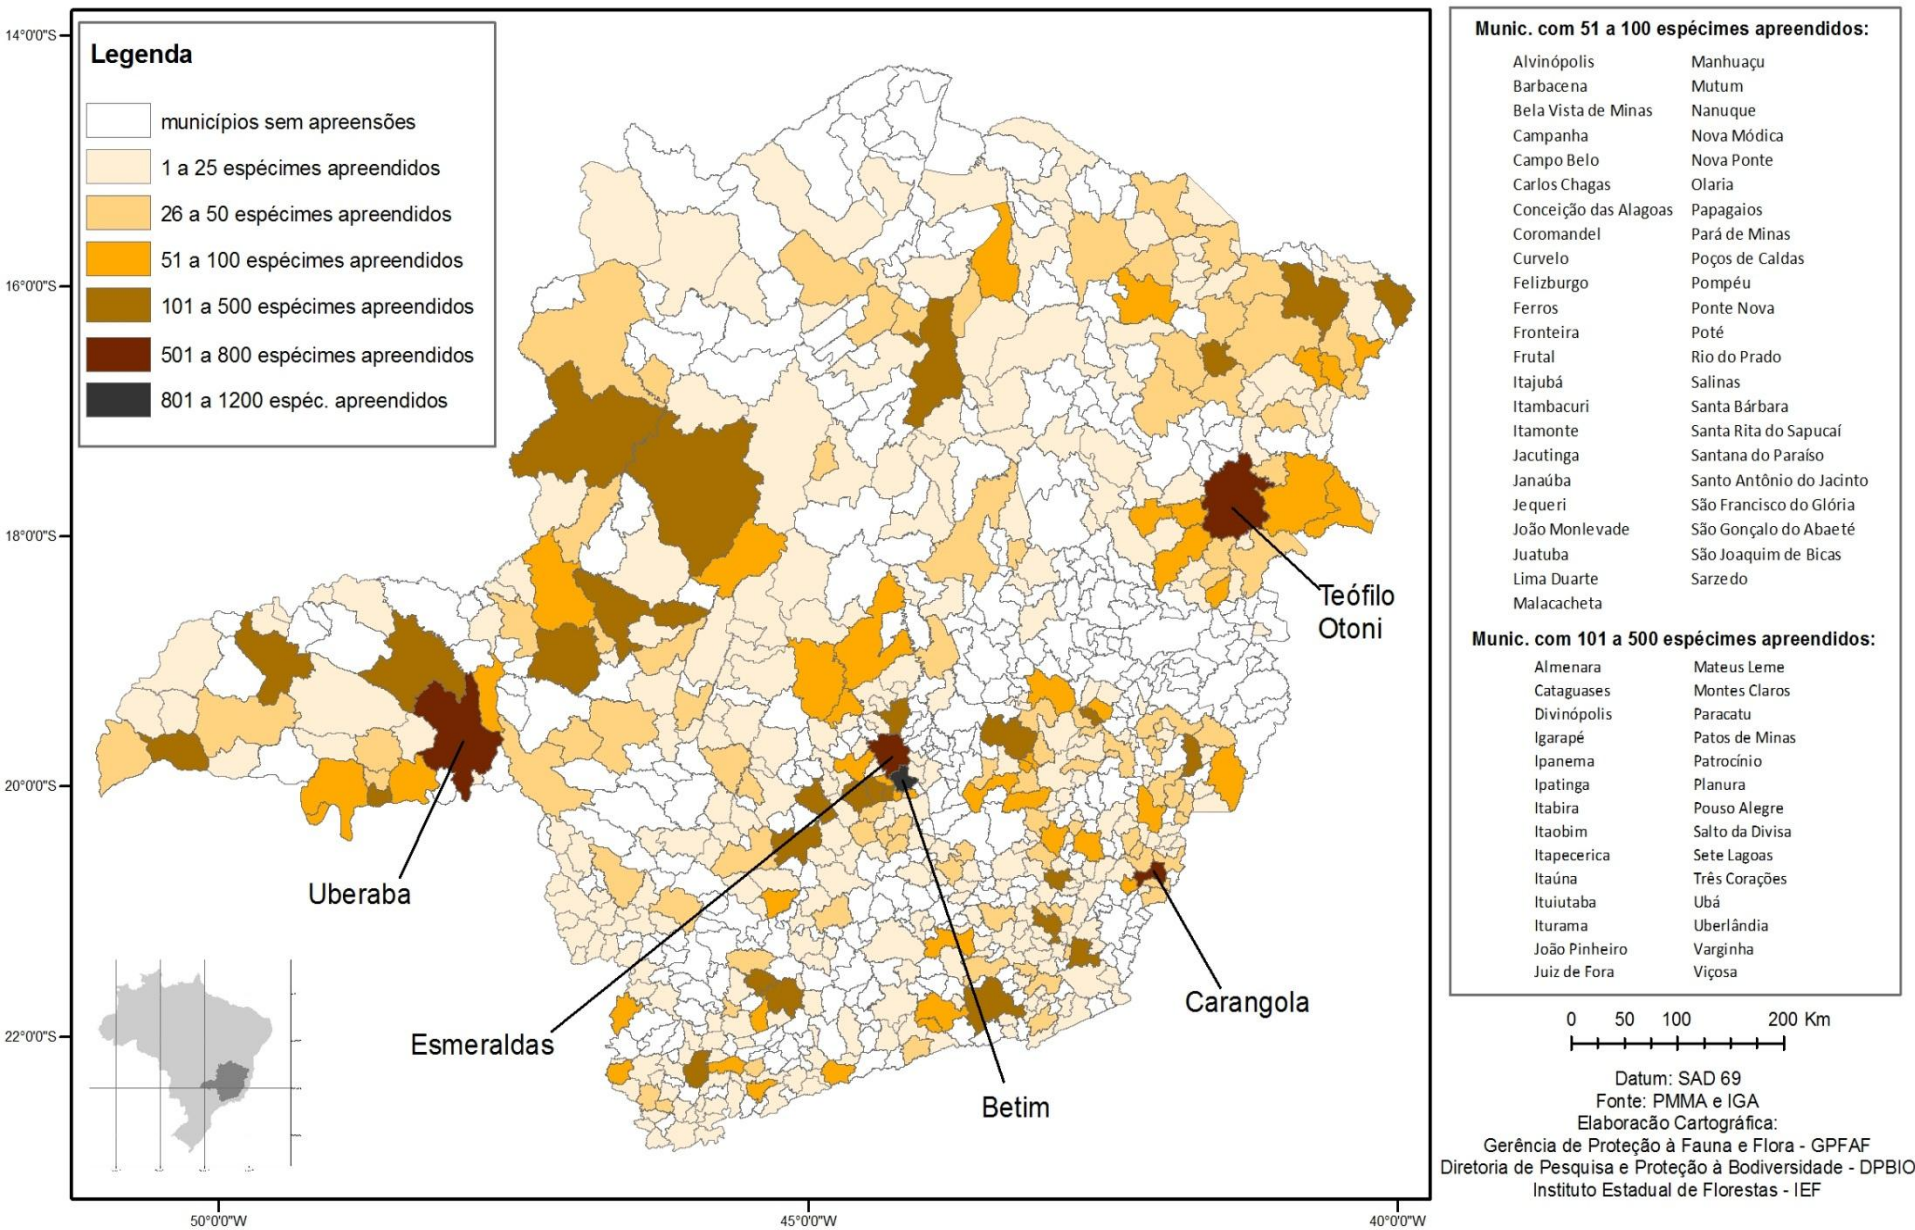 Legenda
municípios sem apreensões
1 a 25 espécimes apreendidos
26 a 50 espécimes apreendidos
51 a 100 espécimes apreendidos
101 a 500 espécimes apreendidos
501 a 800 espécimes apreendidos
801 a 1200 espéc. apreendidos
14°0'0"S
16°0'0"S
18°0'0"S
20°0'0"S
22°0'0"S
50°0'0"W
45°0'0"W
40°0'0"W
Teófilo
Otoni
Uberaba
Esmeraldas
Betim
Carangola
Munic. com 51 a 100 espécimes apreendidos:
Alvinópolis Manhuaçu
Barbacena Mutum
Bela Vista de Minas Nanuque
Campanha Nova Módica
Campo Belo Nova Ponte
Carlos Chagas Olaria
Conceição das Alagoas Papagaios
Coromandel Pará de Minas
Curvelo Poços de Caldas
Felizburgo Pompéu
Ferros Ponte Nova
Fronteira Poté
Frutal Rio do Prado
Itajubá Salinas
Itambacuri Santa Bárbara
Itamonte Santa Rita do Sapucaí
Jacutinga Santana do Paraíso
Janaúba Santo Antônio do Jacinto
Jequeri São Francisco do Glória
João Monlevade São Gonçalo do Abaeté
Juatuba São Joaquim de Bicas
Lima Duarte Sarzedo
Malacacheta
Munic. com 101 a 500 espécimes apreendidos:
Almenara Mateus Leme
Cataguases Montes Claros
Divinópolis Paracatu
Igarapé Patos de Minas
Ipanema Patrocínio
Ipatinga Planura
Itabira Pouso Alegre
Itaobim Salto da Divisa
Itapecerica Sete Lagoas
Itaúna Três Corações
Ituiutaba Ubá
Iturama Uberlândia
João Pinheiro Varginha
Juiz de Fora Viçosa
0 50 100 200 Km
Datum: SAD 69
Fonte: PMMA e IGA
Elaboracão Cartográfica:
Gerência de Proteção à Fauna e Flora - GPFAF
Diretoria de Pesquisa e Proteção à Bodiversidade - DPBIO
Instituto Estadual de Florestas - IEF